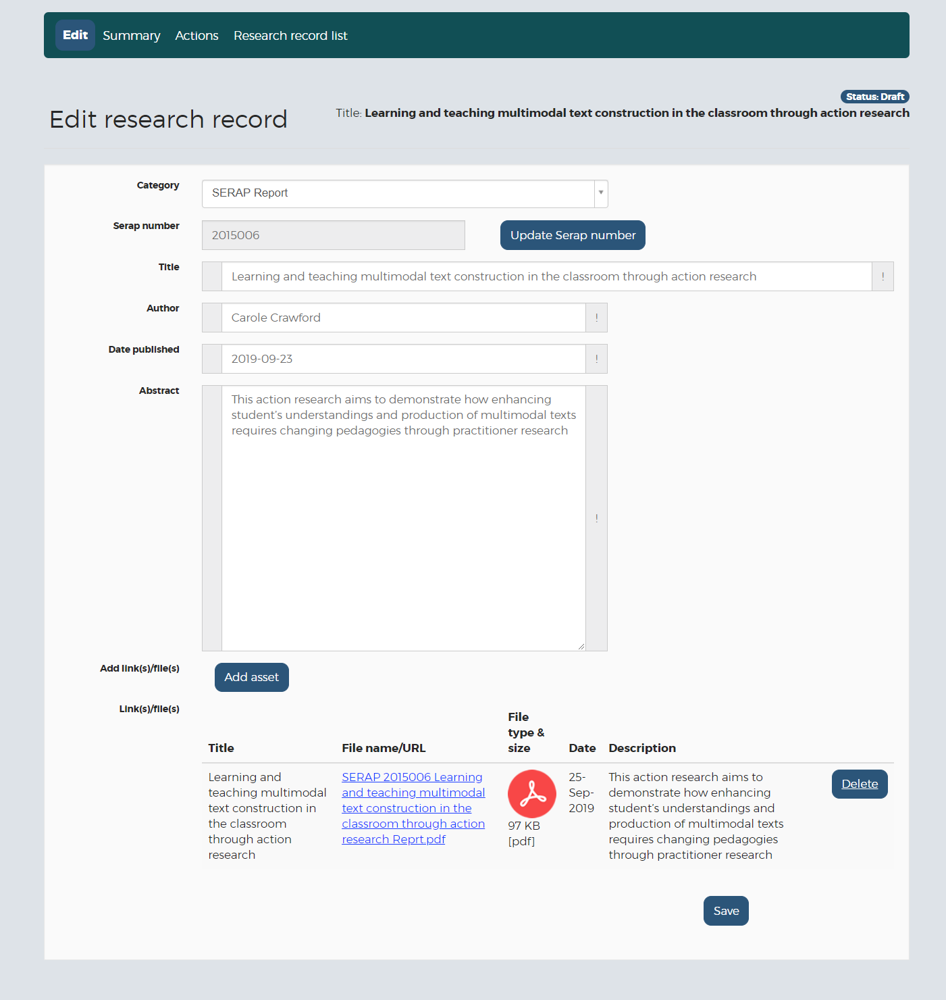 Edit Summary Actions Research record list
Status: Draft
Edit research record
Title: Learning and teaching multimodal text construction in the classroom through action research
Category
SERAP Report
Serap number
2015006
Update Serap number
Title
Learning and teaching multimodal text construction in the classroom through action research
!
Author
Carole Crawford
!
Date published
2019-09-23
!
Abstract
This action research aims to demonstrate how enhancing
student's understandings and production of multimodal texts
requires changing pedagogies through practitioner research
!
Add link(s)/file(s)
Add asset
Link(s)/file(s)
Title
File name/URL
File
type &
size
Date
Description
Learning and
teaching multimodal
text construction in
the classroom
through action
research
SERAP 2015006 Learning
and teaching multimodal
text construction in the
classroom through action
research Reprt.pdf
97 KB
[pdf]
25-
Sep-
2019
This action research aims to
demonstrate how enhancing
student's understandings and
production of multimodal texts
requires changing pedagogies
through practitioner research
Delete
Save